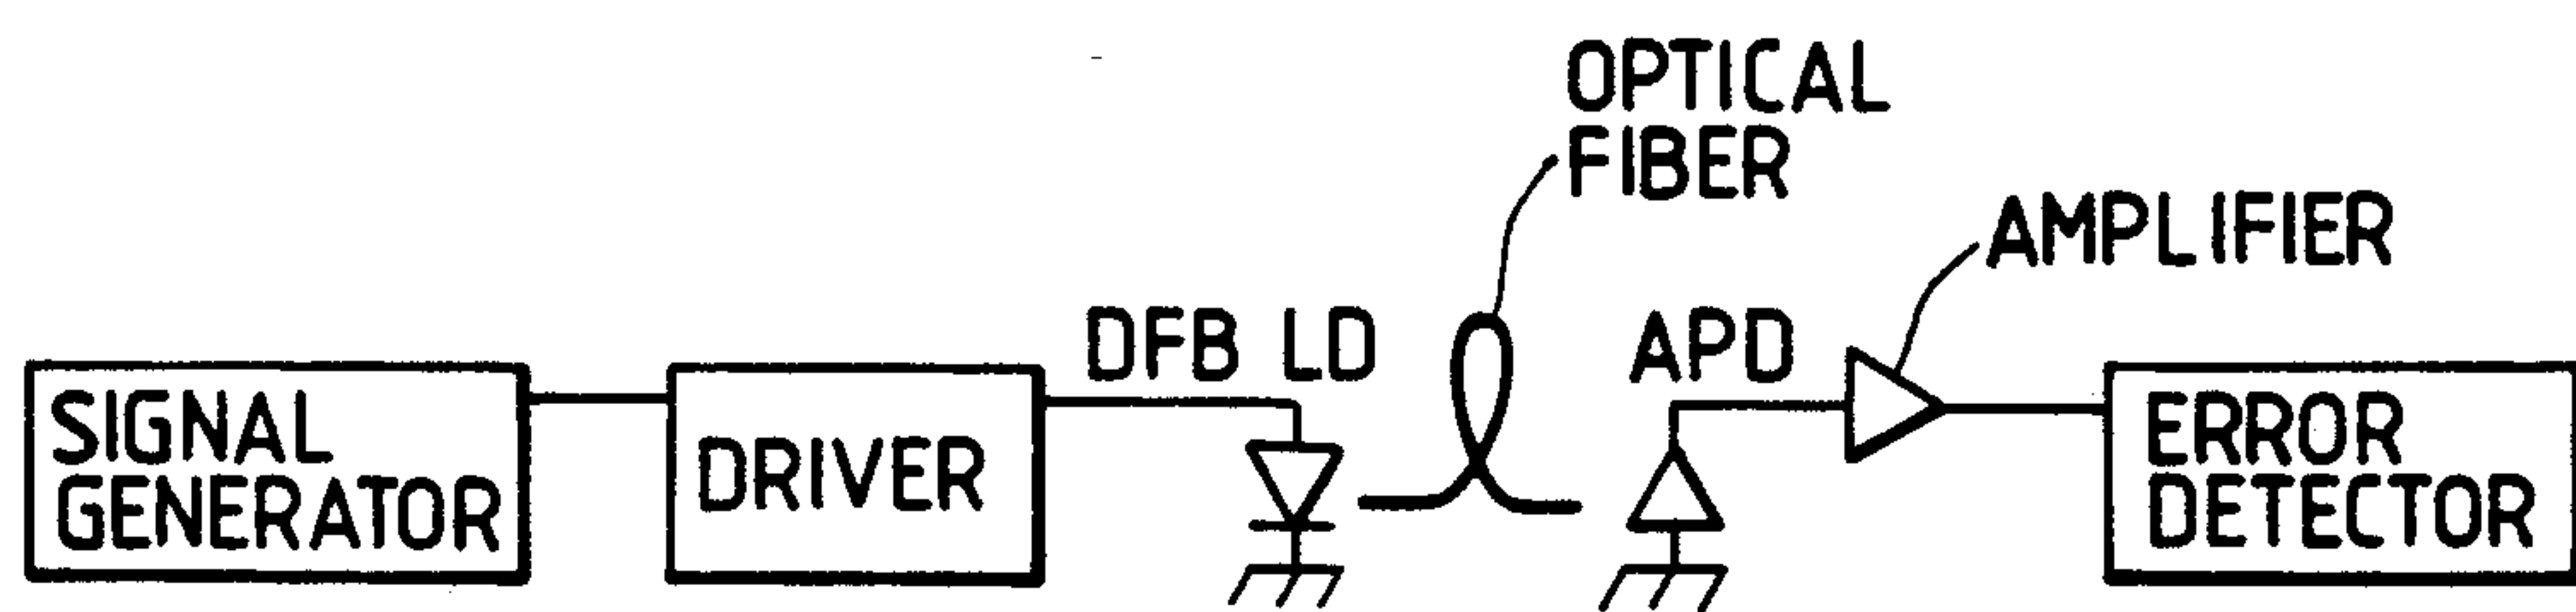 OPTICAL
FIBER
AMPLIFIER
DFB LD
APD
SIGNAL
GENERATOR
DRIVER
ERROR
DETECTOR